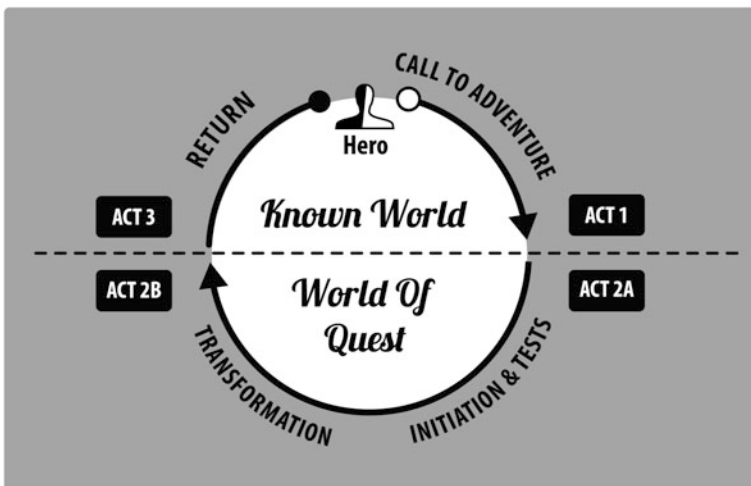 CALL TO ADVENTURE
RETURN
Hero
Known World
ACT 3
ACT 1
ACT 2B
ACT 2A
World Of
Quest
TRANSFORMATION
INITIATION & TESTS